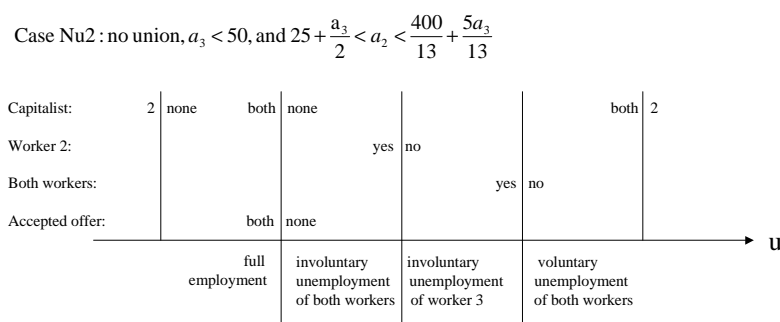 Case Nu2 : no union, a₃ < 50, and 25 + a₃/2 < a₂ < 400/13 + 5a₃/13
Capitalist: 2 none both none both 2
Worker 2: yes no
Both workers: yes no
Accepted offer: both none
u
full involuntary involuntary voluntary
employment unemployment unemployment unemployment
of both workers of worker 3 of both workers